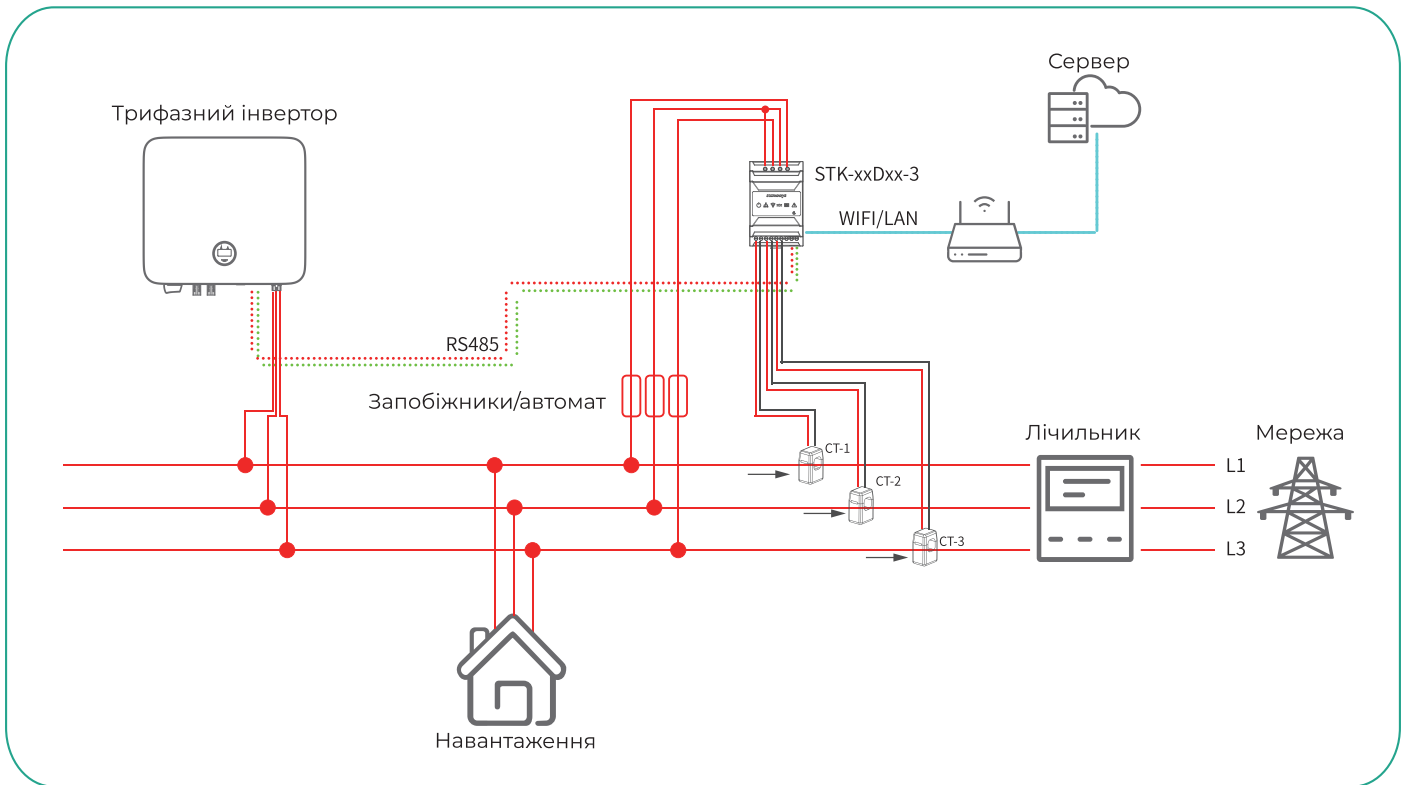 Сервер
Трифазний інвертор
STK-xxDxx-3
WIFI/LAN
RS485
Запобіжники/автомат
Лічильник
Мережа
CT-1
L1
CT-2
L2
CT-3
L3
Навантаження